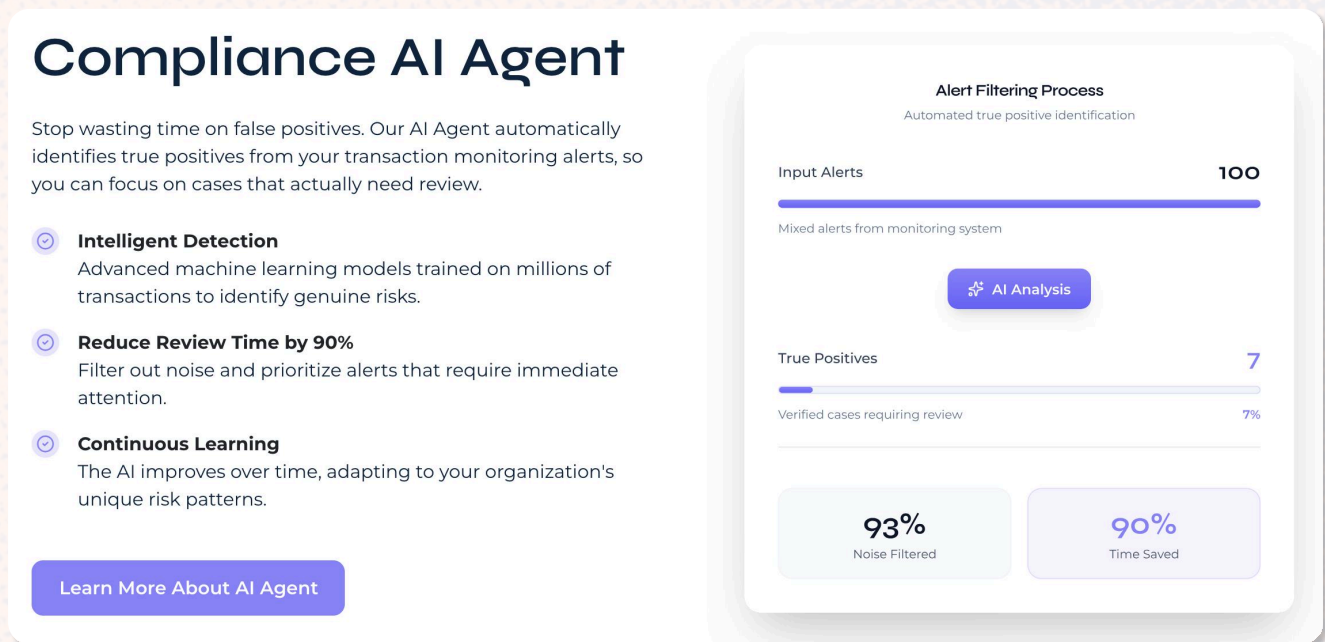 Compliance AI Agent
Stop wasting time on false positives. Our AI Agent automatically
identifies true positives from your transaction monitoring alerts, so
you can focus on cases that actually need review.
Intelligent Detection
Advanced machine learning models trained on millions of
transactions to identify genuine risks.
Reduce Review Time by 90%
Filter out noise and prioritize alerts that require immediate
attention.
Continuous Learning
The AI improves over time, adapting to your organization's
unique risk patterns.
Learn More About AI Agent
Alert Filtering Process
Automated true positive identification
Input Alerts 100
Mixed alerts from monitoring system
AI Analysis
True Positives 7
Verified cases requiring review 7%
93% 90%
Noise Filtered Time Saved